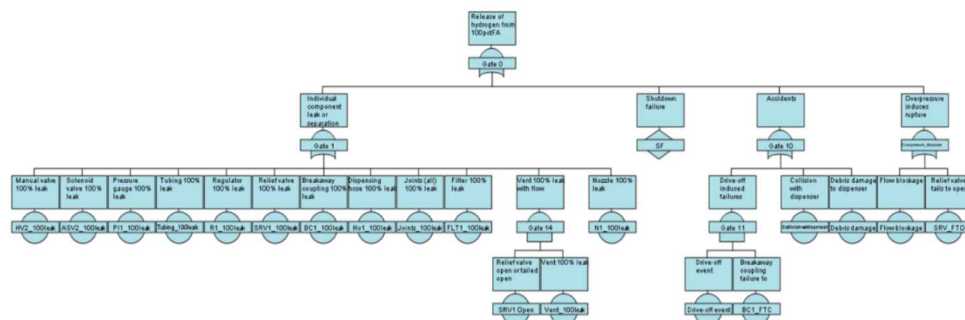 Release of
hydrogen from
100pctFA
Gate 0
Individual
component
leak or
separation
Gate 1
Shutdown
failure
SF
Accidents
Gate 10
Overpressure
induces
rupture
Manual valve
100% leak
HV2_100leak
Solenoid
valve 100%
leak
ASV2_100leak
Pressure
gauge 100%
leak
PI1_100leak
Tubing 100%
leak
Tubing_100leak
Regulator
100% leak
R1_100leak
Relief valve
100% leak
SRV1_100leak
Breakaway
coupling 100%
leak
BC1_100leak
Dispensing
hose 100% leak
Ho1_100leak
Joints (all)
100% leak
Joints_100leak
Filter 100%
leak
FLT1_100leak
Vent 100% leak
with flow
Gate 14
Nozzle 100%
leak
N1_100leak
Drive-off
induced
failures
Gate 11
Collision
with
dispenser
Debris damage
to dispenser
Debris damage
Flow blockage
Flow blockage
Relief valve
fails to open
SRV_FTO
Relief valve
open or failed
open
SRV1 Open
Vent 100% leak
Vent_100leak
Drive-off
event
Drive-off event
Breakaway
coupling
failure to
BC1_FTC